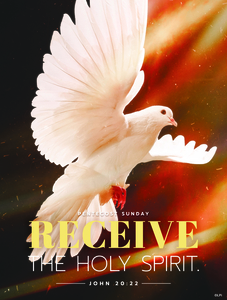 PENTECOST SUNDAY
RECEIVE
THE HOLY SPIRIT.
JOHN 20:22